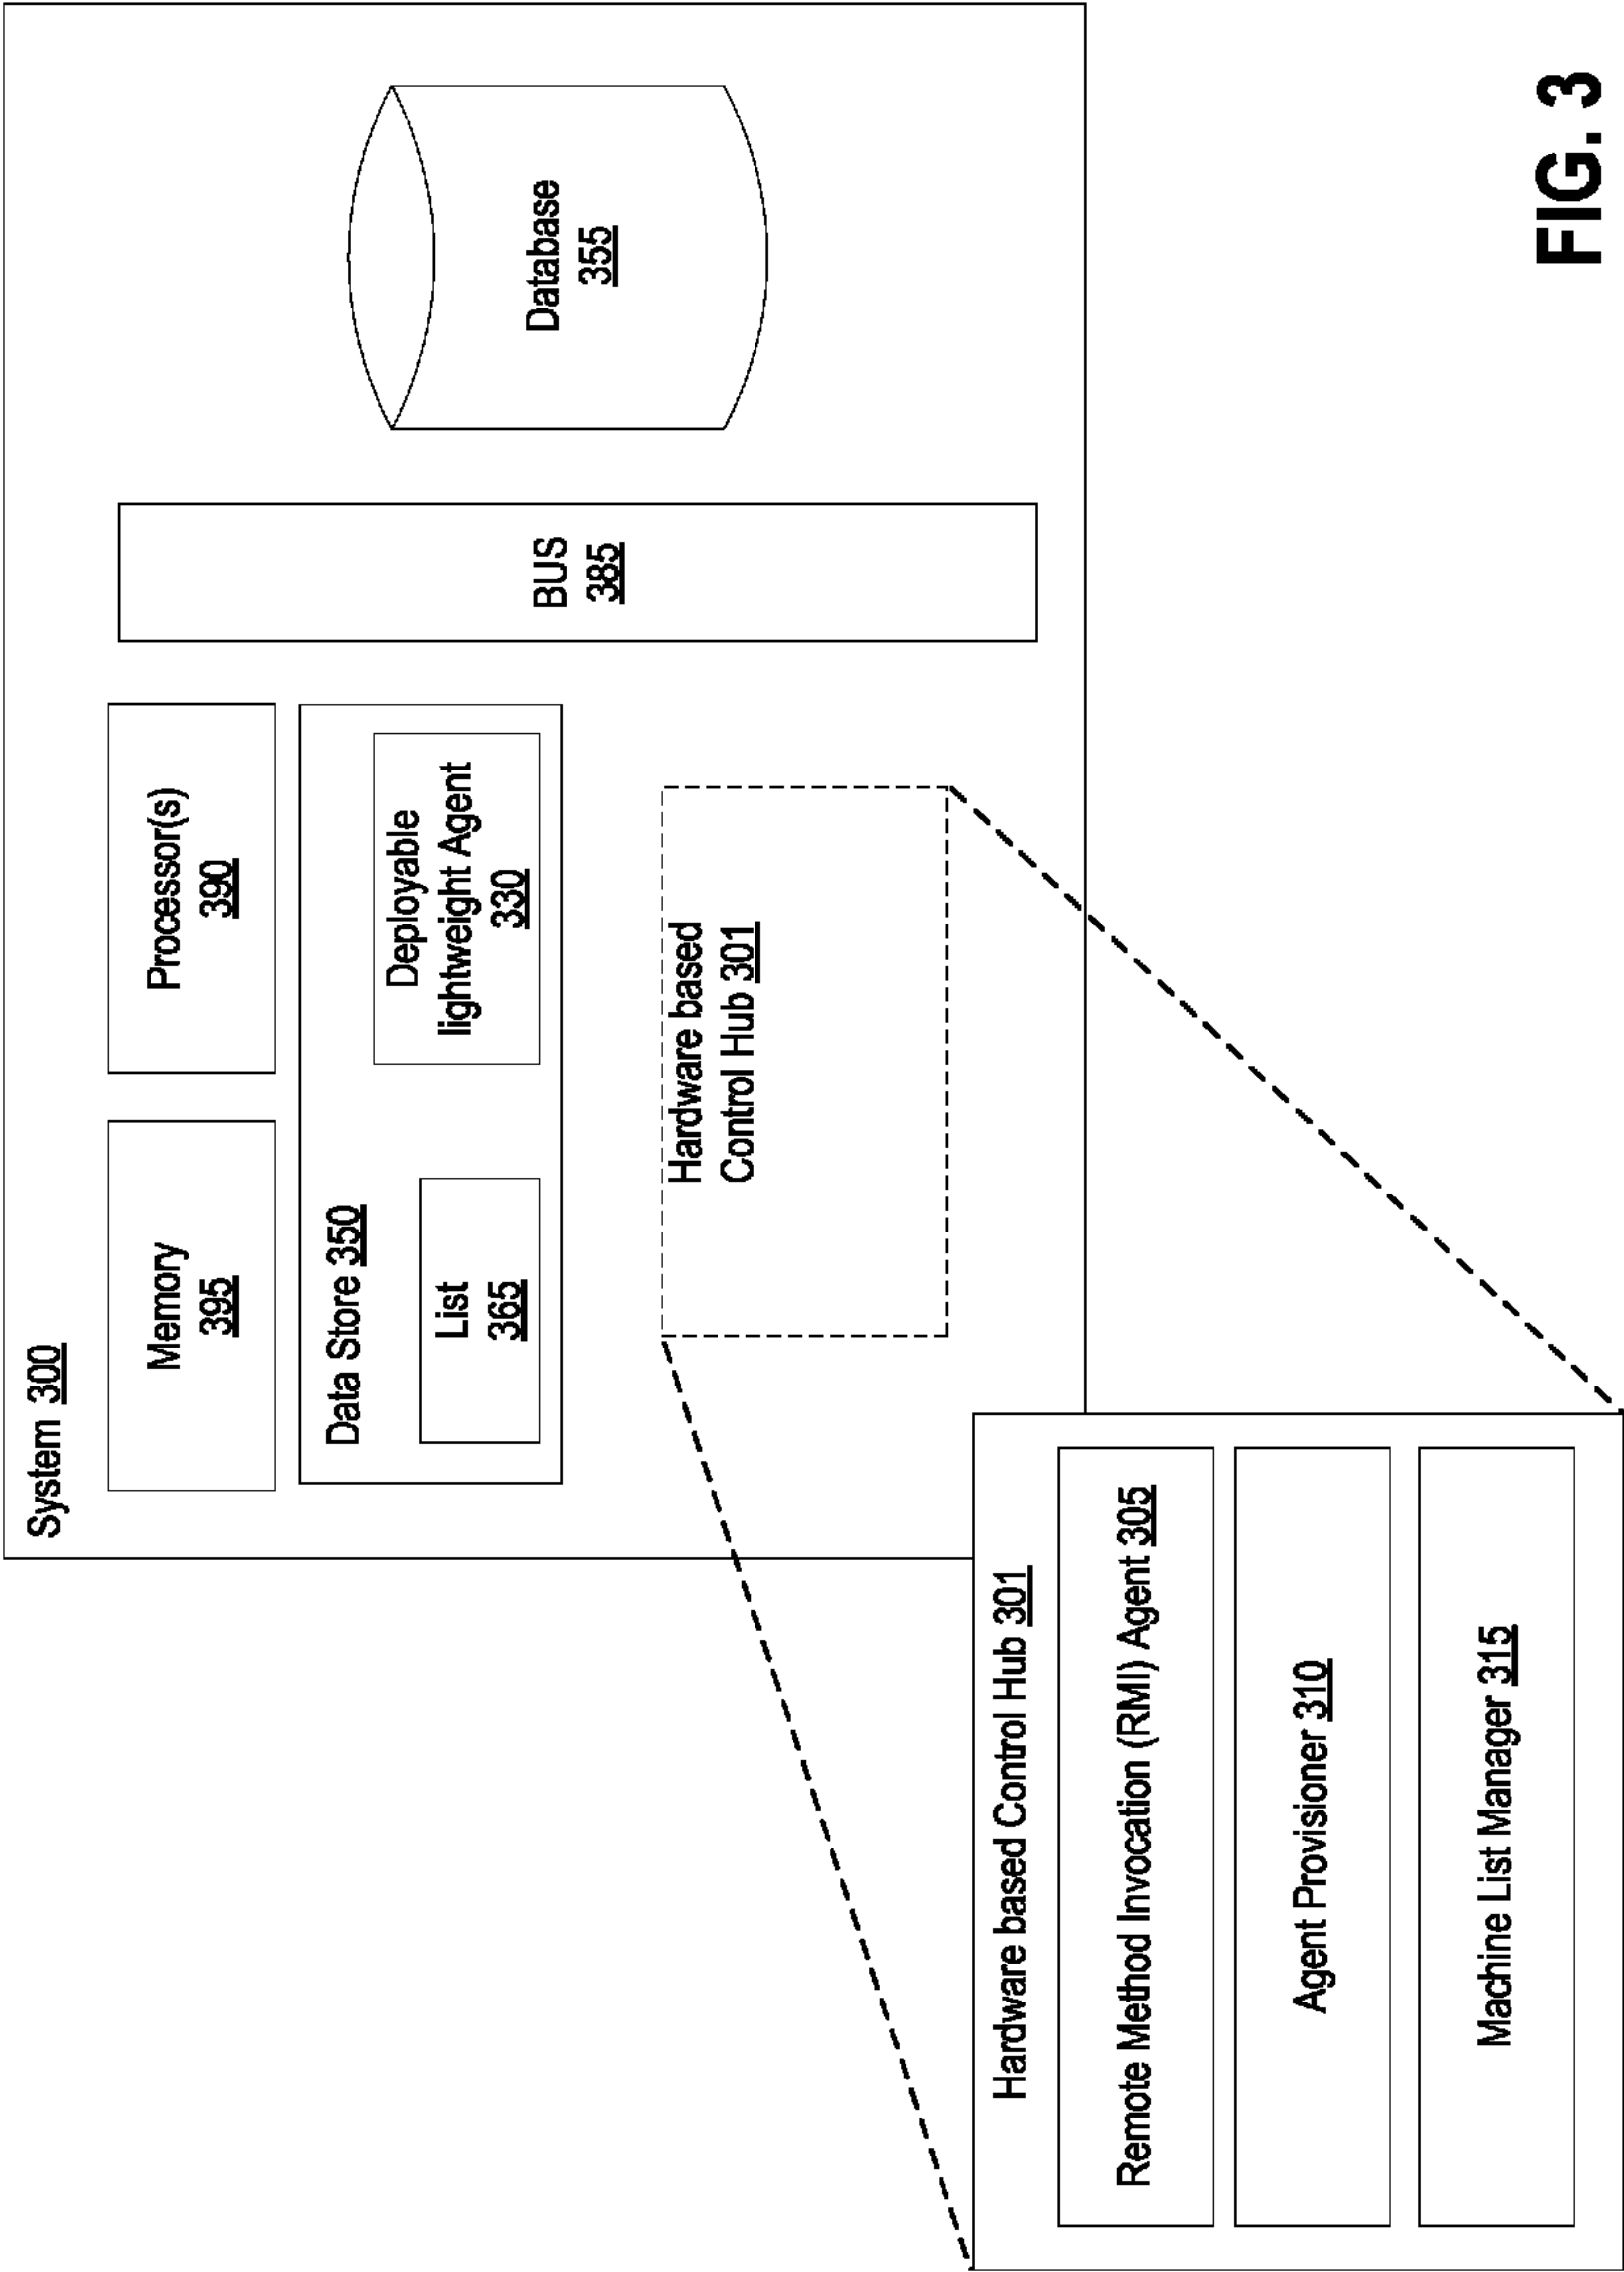 System 300
Memory
395
Processor(s)
390
Data Store 350
List
365
Deployable
lightweight Agent
330
Hardware based
Control Hub 301
BUS
385
Database
355
Hardware based Control Hub 301
Remote Method Invocation (RMI) Agent 305
Agent Provisioner 310
Machine List Manager 315
FIG. 3